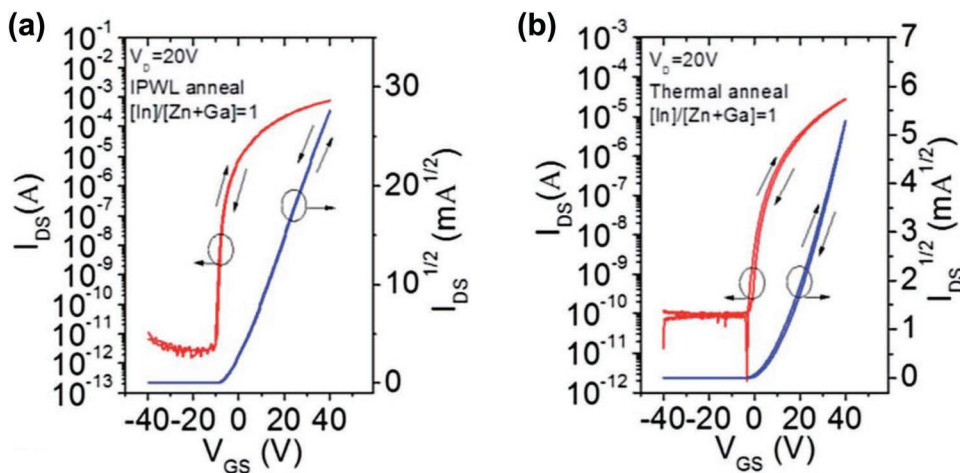 (a)
10⁻¹
10⁻²
10⁻³
10⁻⁴
10⁻⁵
10⁻⁶
10⁻⁷
10⁻⁸
10⁻⁹
10⁻¹⁰
10⁻¹¹
10⁻¹²
10⁻¹³
I_DS(A)
V_D=20V
IPWL anneal
[In]/[Zn+Ga]=1
30
20
10
0
I_DS^1/2 (mA^1/2)
-40 -20 0 20 40
V_GS (V)
(b)
10⁻³
10⁻⁴
10⁻⁵
10⁻⁶
10⁻⁷
10⁻⁸
10⁻⁹
10⁻¹⁰
10⁻¹¹
10⁻¹²
I_DS(A)
V_D=20V
Thermal anneal
[In]/[Zn+Ga]=1
7
6
5
4
3
2
1
0
I_DS^1/2 (mA^1/2)
-40 -20 0 20 40
V_GS (V)